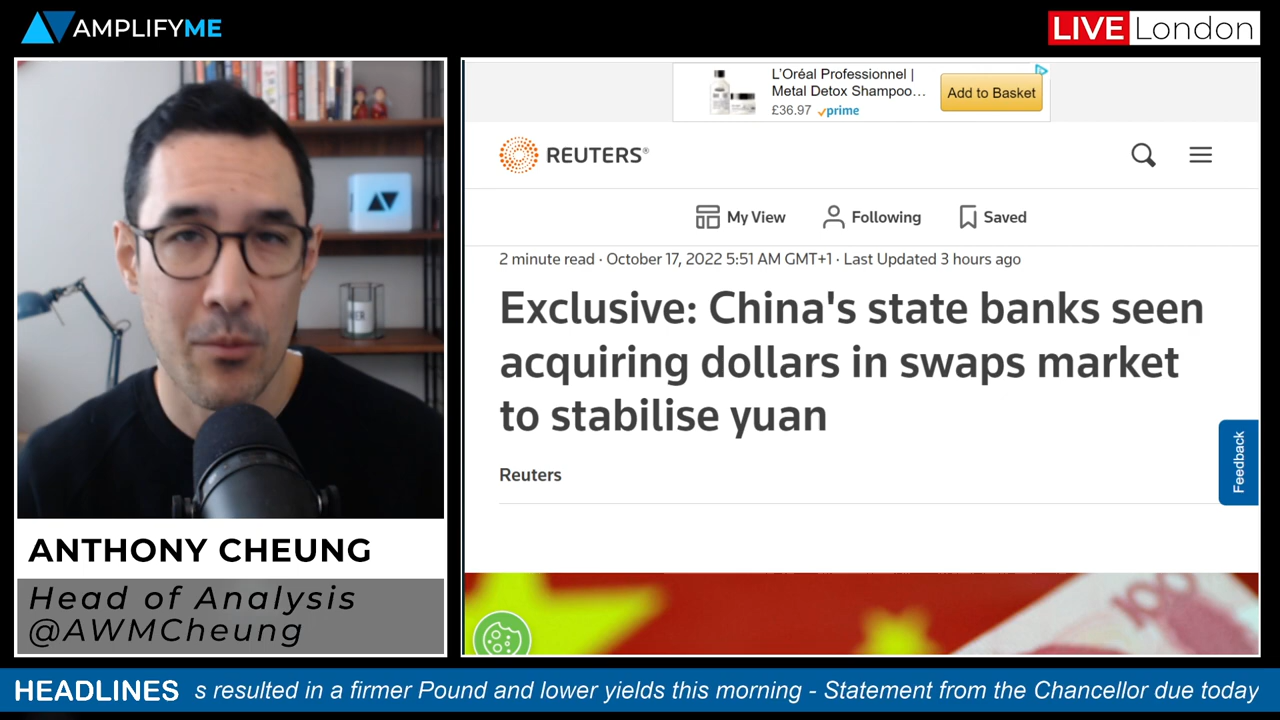 AMPLIFYME
LIVE London
L'Oréal Professionnel |
Metal Detox Shampoo…
£36.97 prime
Add to Basket
REUTERS®
My View
Following
Saved
2 minute read · October 17, 2022 5:51 AM GMT+1 · Last Updated 3 hours ago
Exclusive: China's state banks seen
acquiring dollars in swaps market
to stabilise yuan
Reuters
Feedback
100
ANTHONY CHEUNG
Head of Analysis
@AWMCheung
HEADLINES s resulted in a firmer Pound and lower yields this morning - Statement from the Chancellor due today